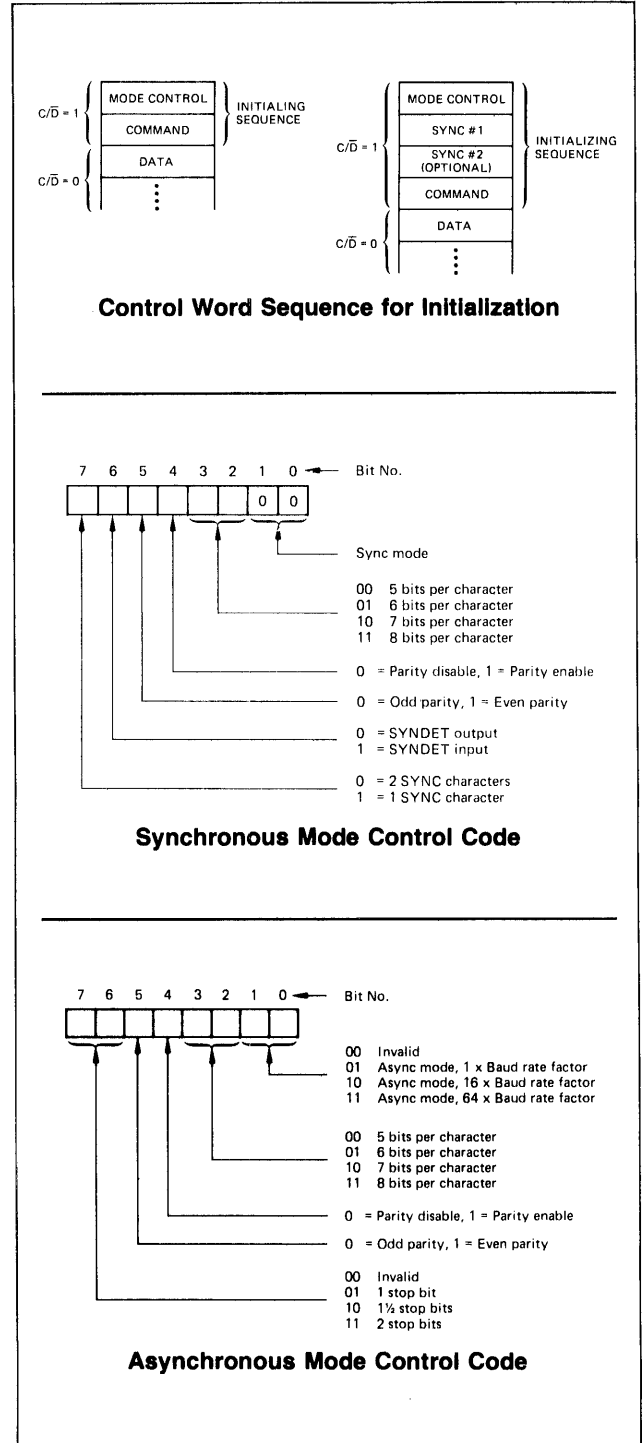 C/D̅ = 1
MODE CONTROL
COMMAND
INITIALING
SEQUENCE
C/D̅ = 0
DATA
C/D̅ = 1
MODE CONTROL
SYNC #1
SYNC #2
(OPTIONAL)
COMMAND
INITIALIZING
SEQUENCE
C/D̅ = 0
DATA
Control Word Sequence for Initialization
7 6 5 4 3 2 1 0 Bit No.
0 0
Sync mode
00 5 bits per character
01 6 bits per character
10 7 bits per character
11 8 bits per character
0 = Parity disable, 1 = Parity enable
0 = Odd parity, 1 = Even parity
0 = SYNDET output
1 = SYNDET input
0 = 2 SYNC characters
1 = 1 SYNC character
Synchronous Mode Control Code
7 6 5 4 3 2 1 0 Bit No.
00 Invalid
01 Async mode, 1 x Baud rate factor
10 Async mode, 16 x Baud rate factor
11 Async mode, 64 x Baud rate factor
00 5 bits per character
01 6 bits per character
10 7 bits per character
11 8 bits per character
0 = Parity disable, 1 = Parity enable
0 = Odd parity, 1 = Even parity
00 Invalid
01 1 stop bit
10 1½ stop bits
11 2 stop bits
Asynchronous Mode Control Code